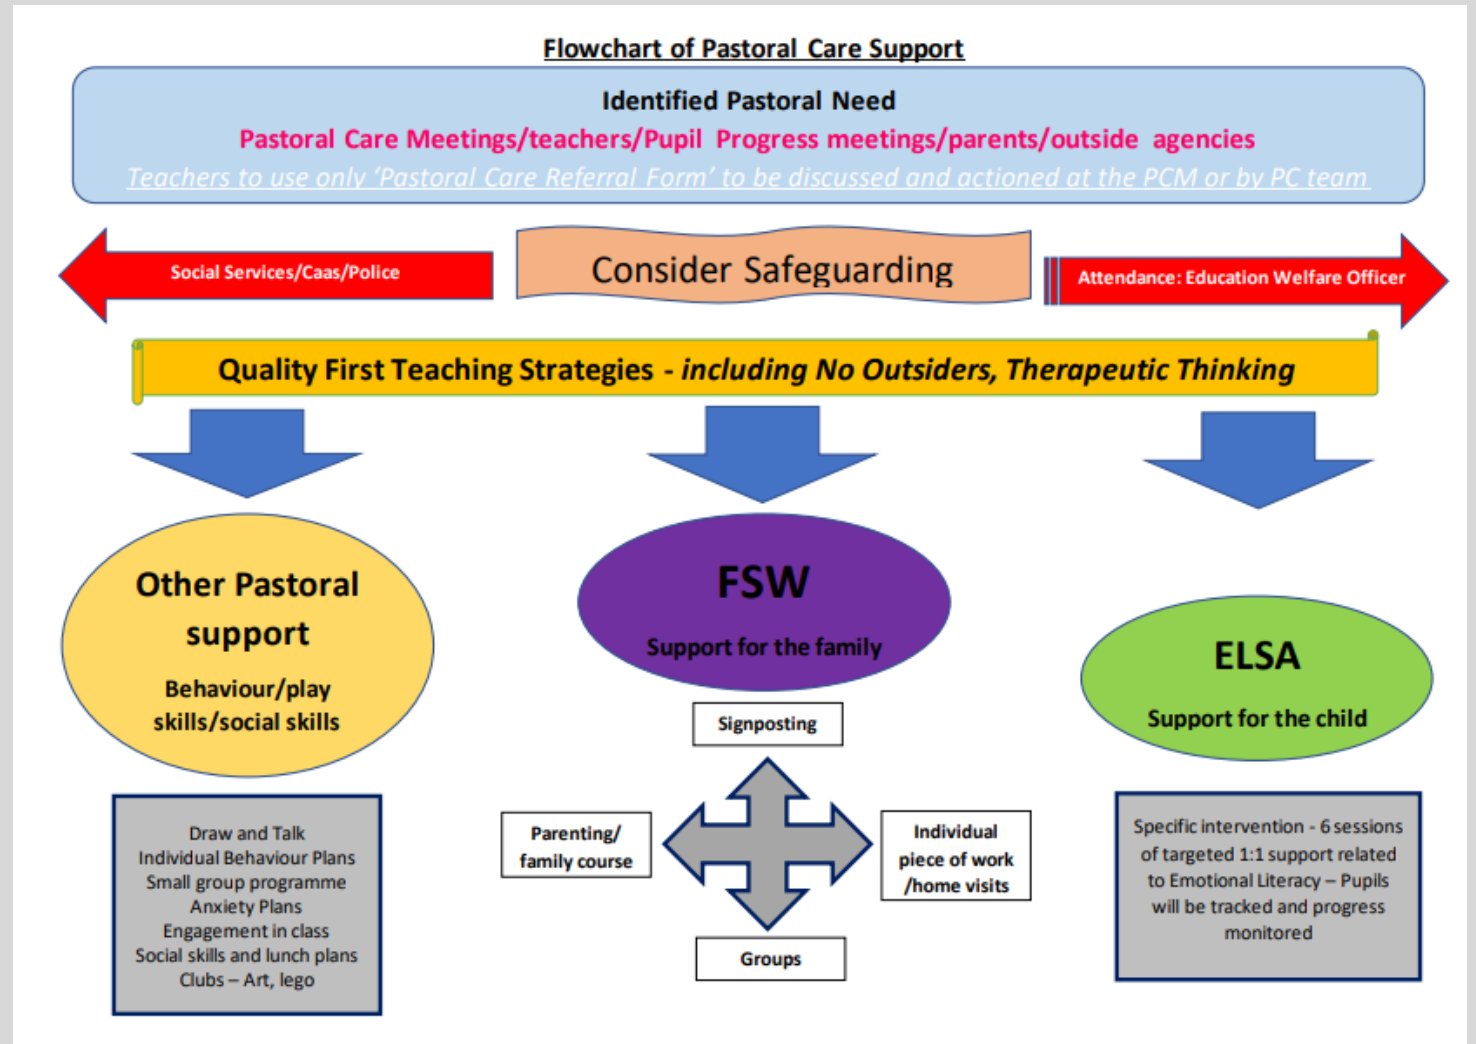 Flowchart of Pastoral Care Support
Identified Pastoral Need
Pastoral Care Meetings/teachers/Pupil Progress meetings/parents/outside agencies
Teachers to use only ‘Pastoral Care Referral Form’ to be discussed and actioned at the PCM or by PC team
Social Services/Caas/Police
Consider Safeguarding
Attendance: Education Welfare Officer
Quality First Teaching Strategies - including No Outsiders, Therapeutic Thinking
Other Pastoral
support
Behaviour/play
skills/social skills
Draw and Talk
Individual Behaviour Plans
Small group programme
Anxiety Plans
Engagement in class
Social skills and lunch plans
Clubs – Art, lego
FSW
Support for the family
Signposting
Parenting/
family course
Individual
piece of work
/home visits
Groups
ELSA
Support for the child
Specific intervention - 6 sessions
of targeted 1:1 support related
to Emotional Literacy – Pupils
will be tracked and progress
monitored